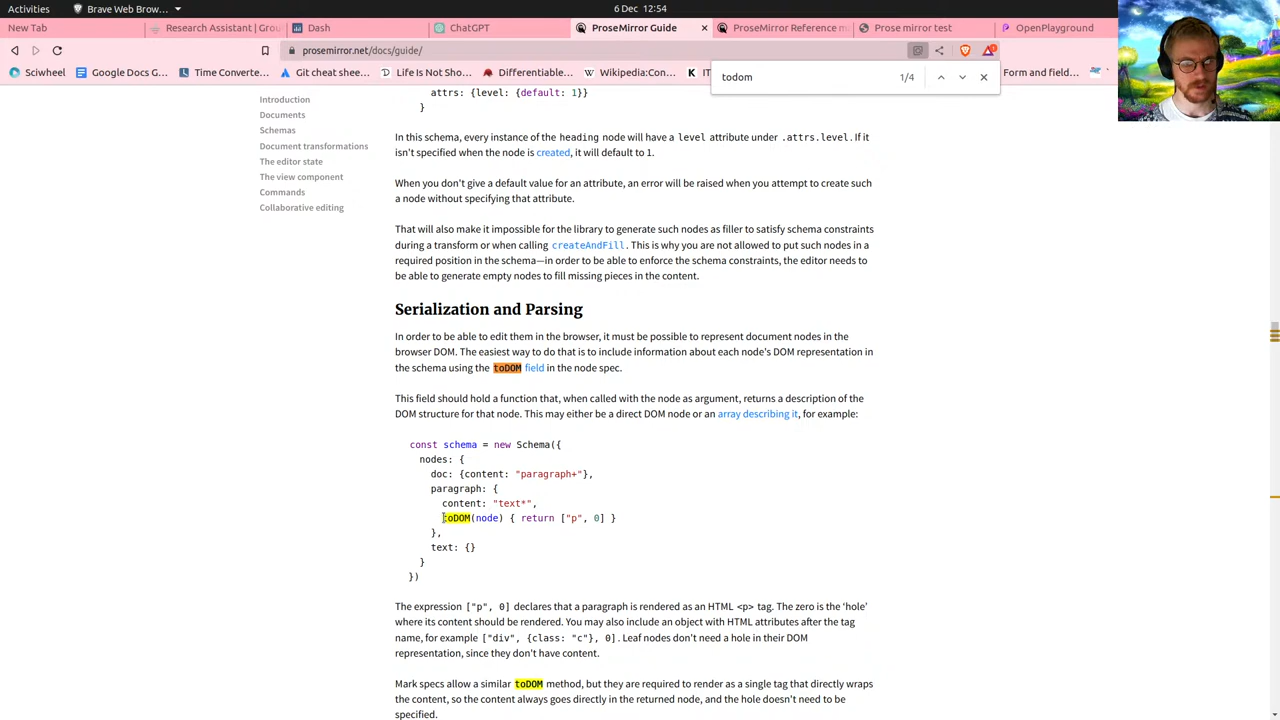 Activities
Brave Web Brow...
6 Dec 12:54
New Tab
Research Assistant | Grou
Dash
ChatGPT
ProseMirror Guide
ProseMirror Reference m
Prose Mirror test
OpenPlayground
prosemirror.net/docs/guide/
Sciwheel
Google Docs G...
Time Converte...
Git cheat shee...
Life Is Not Shor...
Differentiable...
Wikipedia:Con...
Form and field...
todom
1/4
Introduction
Documents
Schemas
Document transformations
The editor state
The view component
Commands
Collaborative editing
attrs: {level: {default: 1}}
}
In this schema, every instance of the heading node will have a level attribute under .attrs.level. If it
isn't specified when the node is created, it will default to 1.
When you don't give a default value for an attribute, an error will be raised when you attempt to create such
a node without specifying that attribute.
That will also make it impossible for the library to generate such nodes as filler to satisfy schema constraints
during a transform or when calling createAndFill. This is why you are not allowed to put such nodes in a
required position in the schema—in order to be able to enforce the schema constraints, the editor needs to
be able to generate empty nodes to fill missing pieces in the content.
Serialization and Parsing
In order to be able to edit them in the browser, it must be possible to represent document nodes in the
browser DOM. The easiest way to do that is to include information about each node's DOM representation in
the schema using the toDOM field in the node spec.
This field should hold a function that, when called with the node as argument, returns a description of the
DOM structure for that node. This may either be a direct DOM node or an array describing it, for example:
const schema = new Schema({
nodes: {
doc: {content: "paragraph+"},
paragraph: {
content: "text*",
toDOM(node) { return ["p", 0] }
},
text: {}
}
})
The expression ["p", 0] declares that a paragraph is rendered as an HTML <p> tag. The zero is the ‘hole’
where its content should be rendered. You may also include an object with HTML attributes after the tag
name, for example ["div", {class: "c"}, 0]. Leaf nodes don't need a hole in their DOM
representation, since they don't have content.
Mark specs allow a similar toDOM method, but they are required to render as a single tag that directly wraps
the content, so the content always goes directly in the returned node, and the hole doesn't need to be
specified.